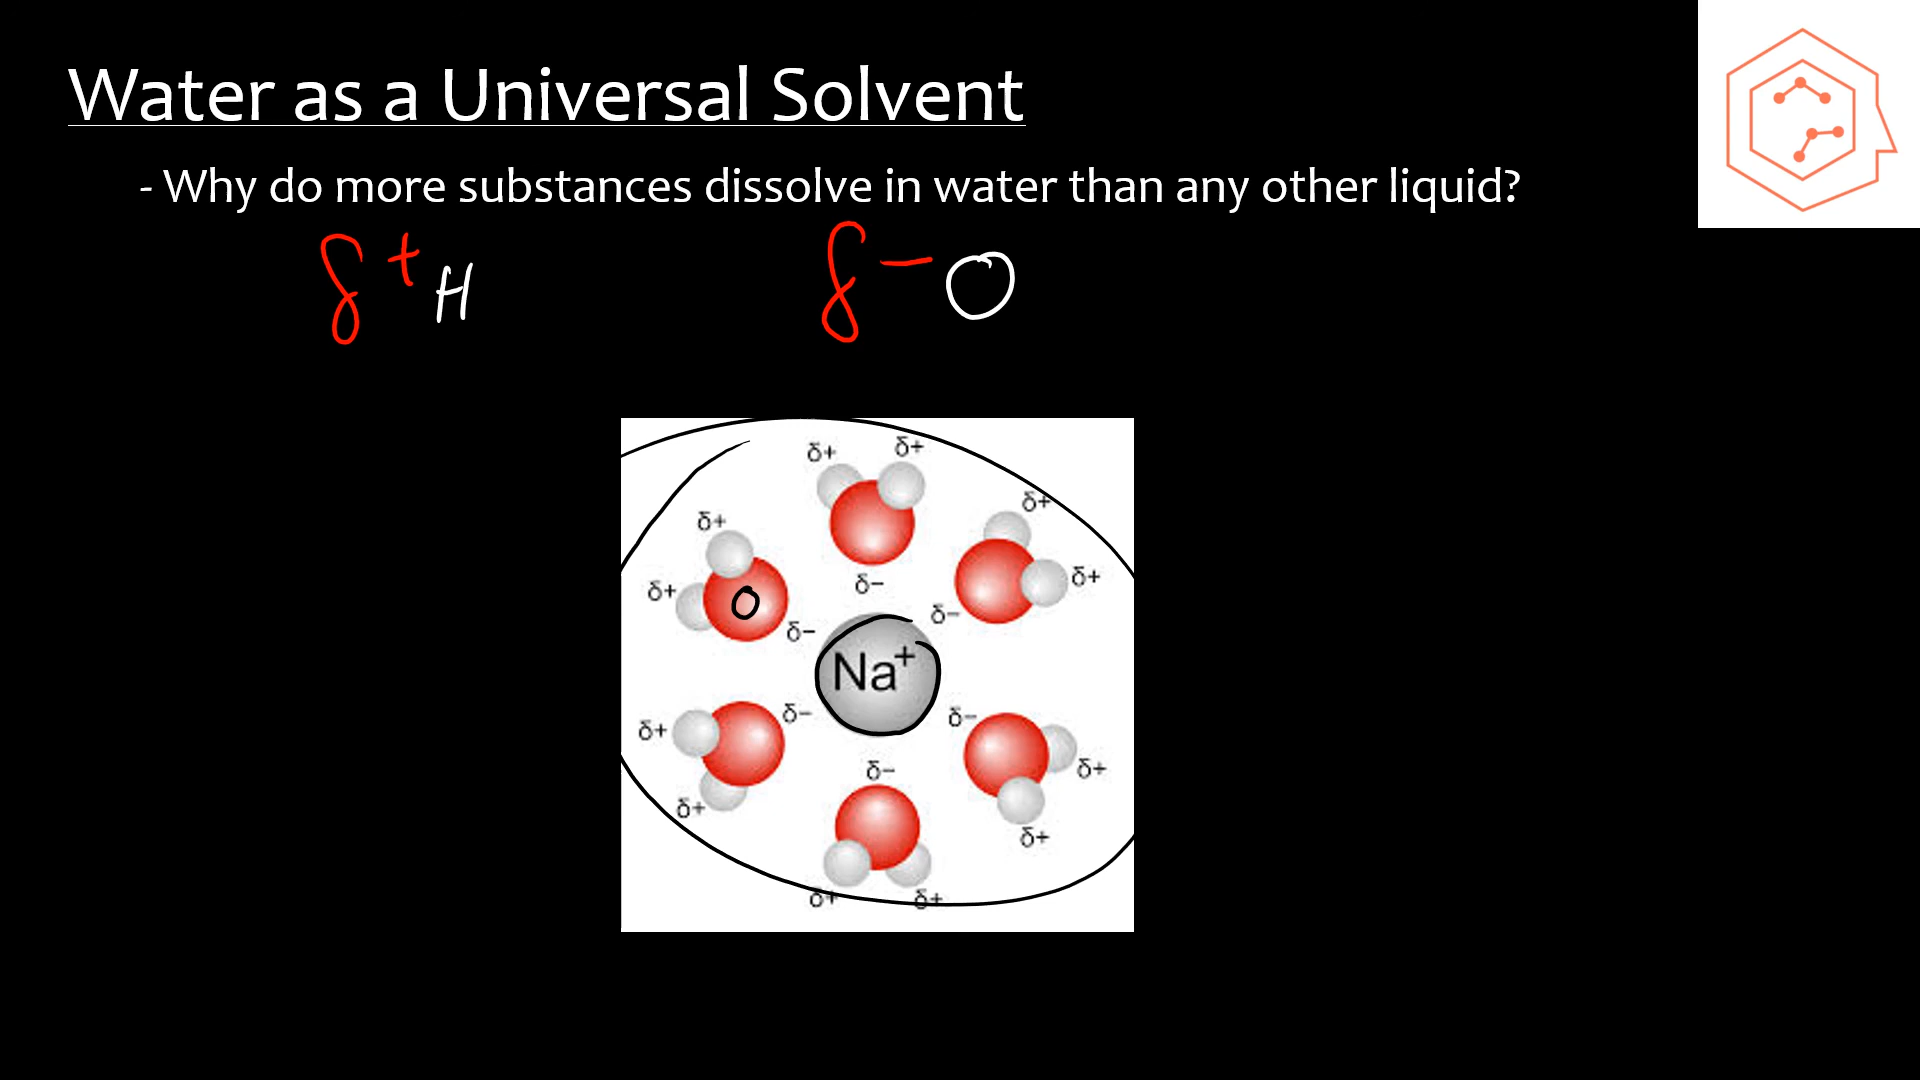 Water as a Universal Solvent
- Why do more substances dissolve in water than any other liquid?
δ+ H δ- O
δ+ δ+
δ+
δ+
δ+ δ+
δ-
O
δ- δ-
Na+
δ- δ-
δ+
δ- δ+
δ+
δ+
δ+ δ+